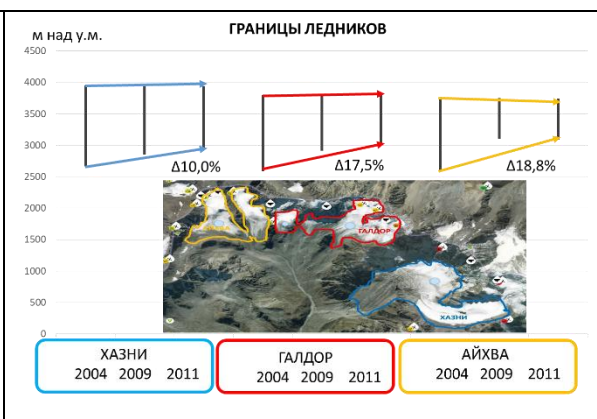 ГРАНИЦЫ ЛЕДНИКОВ
м над у.м.
4500
4000
3500
3000
2500
2000
1500
1000
500
0
Δ10,0%
Δ17,5%
Δ18,8%
ГАЛДОР
ХАЗНИ
ХАЗНИ
2004 2009 2011
ГАЛДОР
2004 2009 2011
АЙХВА
2004 2009 2011